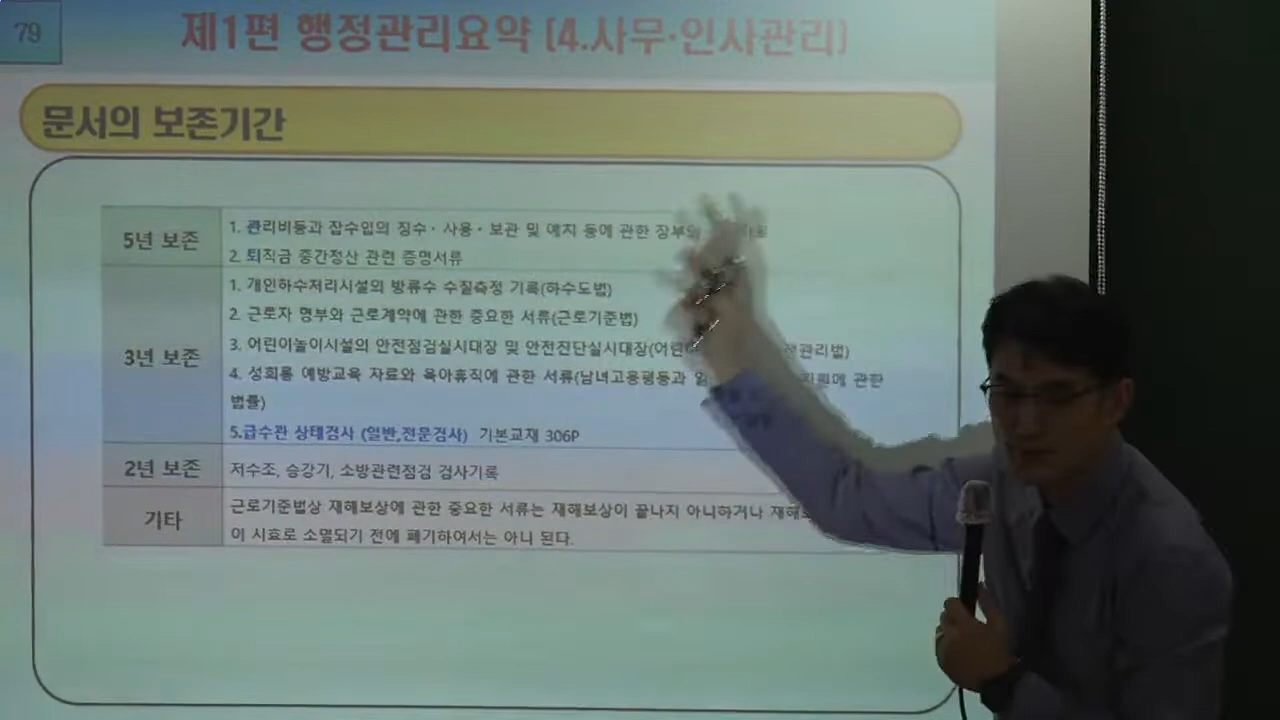 79
제1편 행정관리요약 (4.사무·인사관리)
문서의 보존기간
5년 보존
1. 관리비등과 잡수입의 징수· 사용· 보관 및 예치 등에 관한 장부와
2. 퇴직금 중간정산 관련 증명서류
3년 보존
1. 개인하수처리시설의 방류수 수질측정 기록(하수도법)
2. 근로자 명부와 근로계약에 관한 중요한 서류(근로기준법)
3. 어린이놀이시설의 안전점검실시대장 및 안전진단실시대장(어린 전관리법)
4. 성희롱 예방교육 자료와 육아휴직에 관한 서류(남녀고용평등과 일 지원에 관한
법률)
5.급수관 상태검사 (일반,전문검사) 기본교재 306P
2년 보존
저수조, 승강기, 소방관련점검 검사기록
기타
근로기준법상 재해보상에 관한 중요한 서류는 재해보상이 끝나지 아니하거나
이 시효로 소멸되기 전에 폐기하여서는 아니 된다.